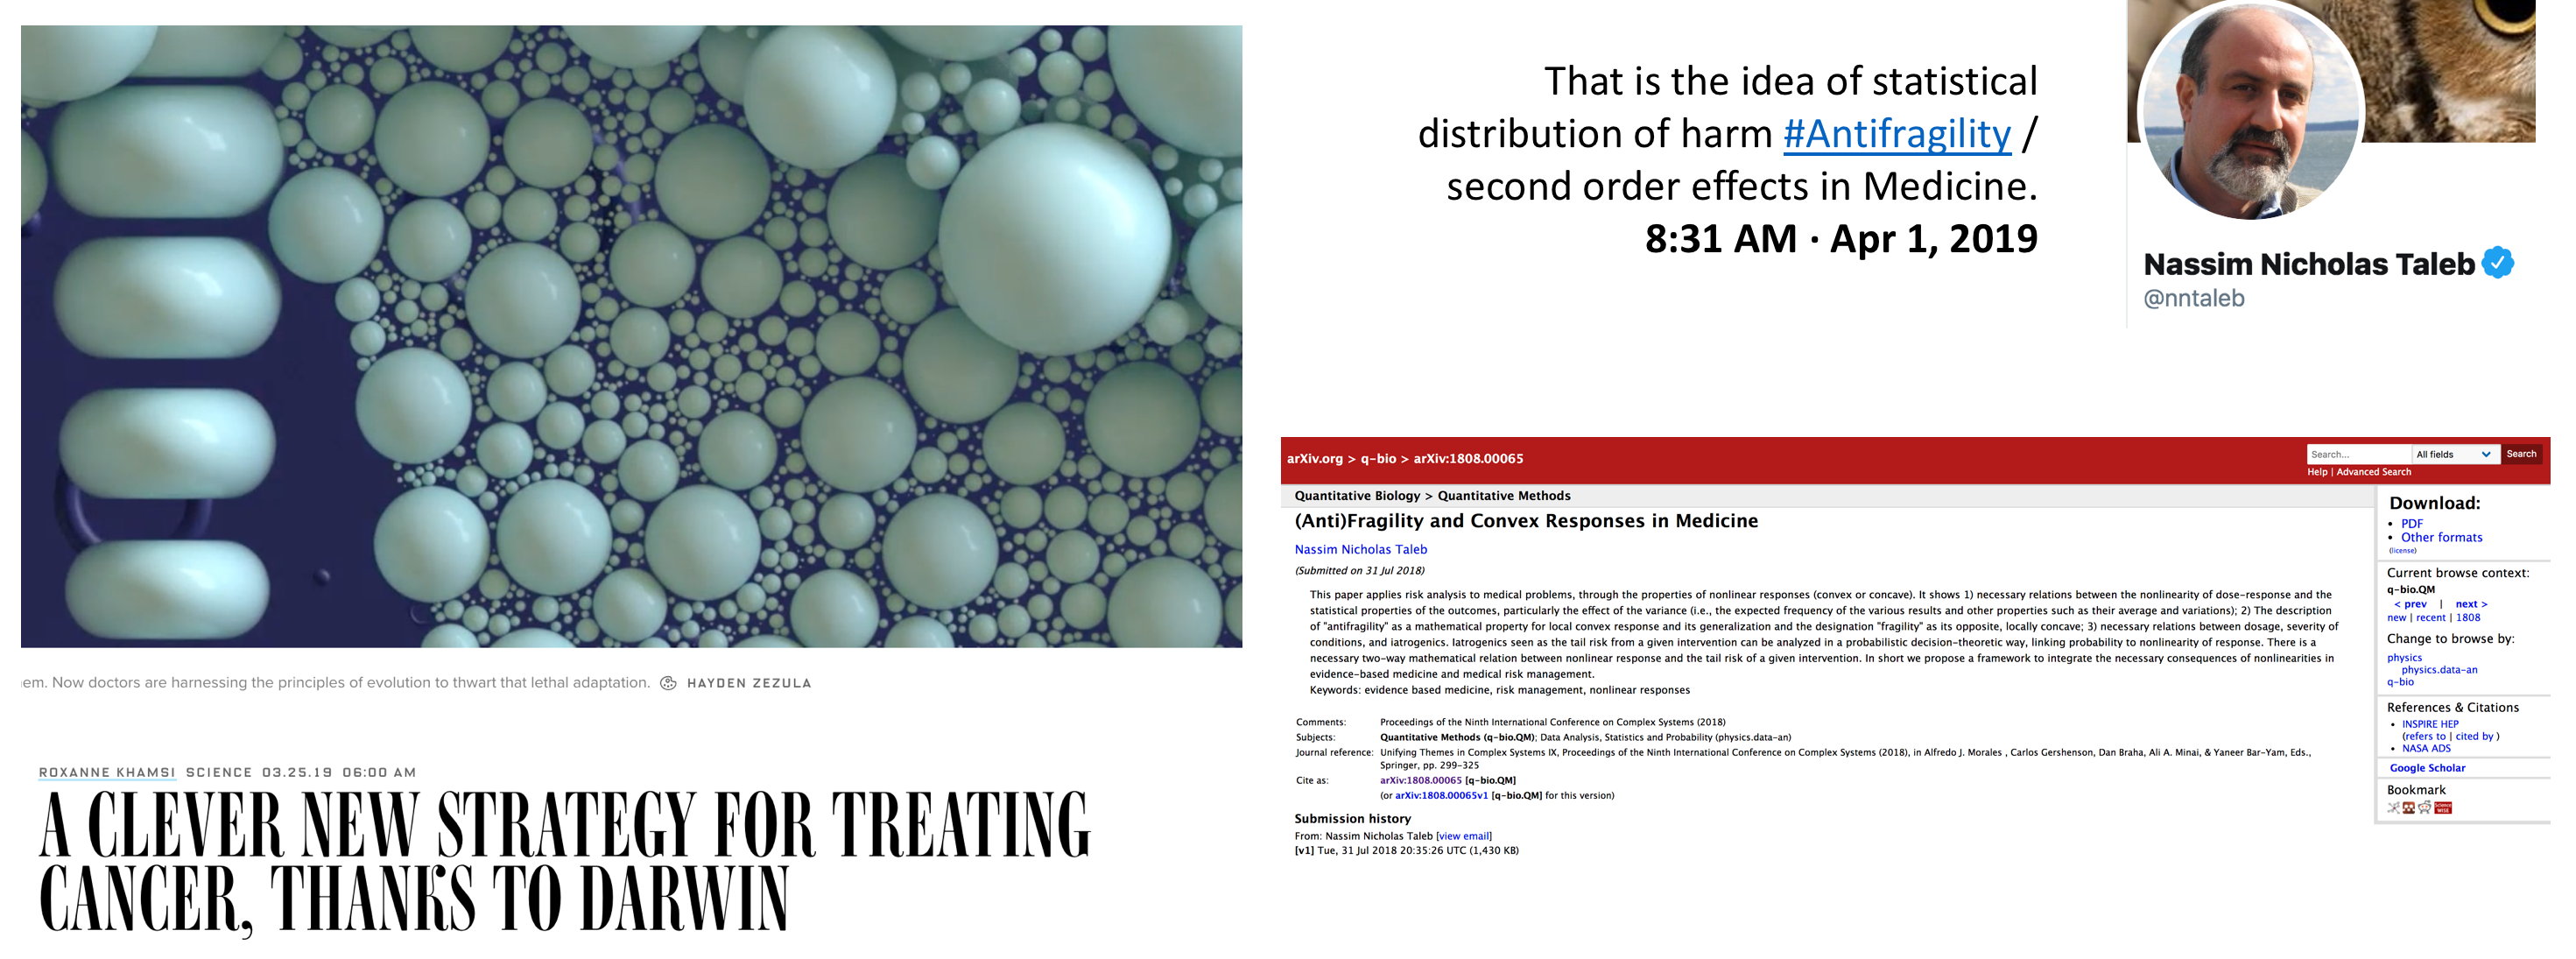 em. Now doctors are harnessing the principles of evolution to thwart that lethal adaptation. HAYDEN ZEZULA
ROXANNE KHAMSI SCIENCE 03.25.19 06:00 AM
A CLEVER NEW STRATEGY FOR TREATING
CANCER, THANKS TO DARWIN
That is the idea of statistical
distribution of harm #Antifragility /
second order effects in Medicine.
8:31 AM · Apr 1, 2019
Nassim Nicholas Taleb
@nntaleb
arXiv.org > q-bio > arXiv:1808.00065
Search... All fields Search
Help | Advanced Search
Quantitative Biology > Quantitative Methods
(Anti)Fragility and Convex Responses in Medicine
Nassim Nicholas Taleb
(Submitted on 31 Jul 2018)
This paper applies risk analysis to medical problems, through the properties of nonlinear responses (convex or concave). It shows 1) necessary relations between the nonlinearity of dose-response and the
statistical properties of the outcomes, particularly the effect of the variance (i.e., the expected frequency of the various results and other properties such as their average and variations); 2) The description
of "antifragility" as a mathematical property for local convex response and its generalization and the designation "fragility" as its opposite, locally concave; 3) necessary relations between dosage, severity of
conditions, and iatrogenics. Iatrogenics seen as the tail risk from a given intervention can be analyzed in a probabilistic decision-theoretic way, linking probability to nonlinearity of response. There is a
necessary two-way mathematical relation between nonlinear response and the tail risk of a given intervention. In short we propose a framework to integrate the necessary consequences of nonlinearities in
evidence-based medicine and medical risk management.
Keywords: evidence based medicine, risk management, nonlinear responses
Comments: Proceedings of the Ninth International Conference on Complex Systems (2018)
Subjects: Quantitative Methods (q-bio.QM); Data Analysis, Statistics and Probability (physics.data-an)
Journal reference: Unifying Themes in Complex Systems IX, Proceedings of the Ninth International Conference on Complex Systems (2018), in Alfredo J. Morales , Carlos Gershenson, Dan Braha, Ali A. Minai, & Yaneer Bar-Yam, Eds.,
Springer, pp. 299-325
Cite as: arXiv:1808.00065 [q-bio.QM]
(or arXiv:1808.00065v1 [q-bio.QM] for this version)
Submission history
From: Nassim Nicholas Taleb [view email]
[v1] Tue, 31 Jul 2018 20:35:26 UTC (1,430 KB)
Download:
• PDF
• Other formats
(license)
Current browse context:
q-bio.QM
< prev | next >
new | recent | 1808
Change to browse by:
physics
physics.data-an
q-bio
References & Citations
• INSPIRE HEP
(refers to | cited by )
• NASA ADS
Google Scholar
Bookmark